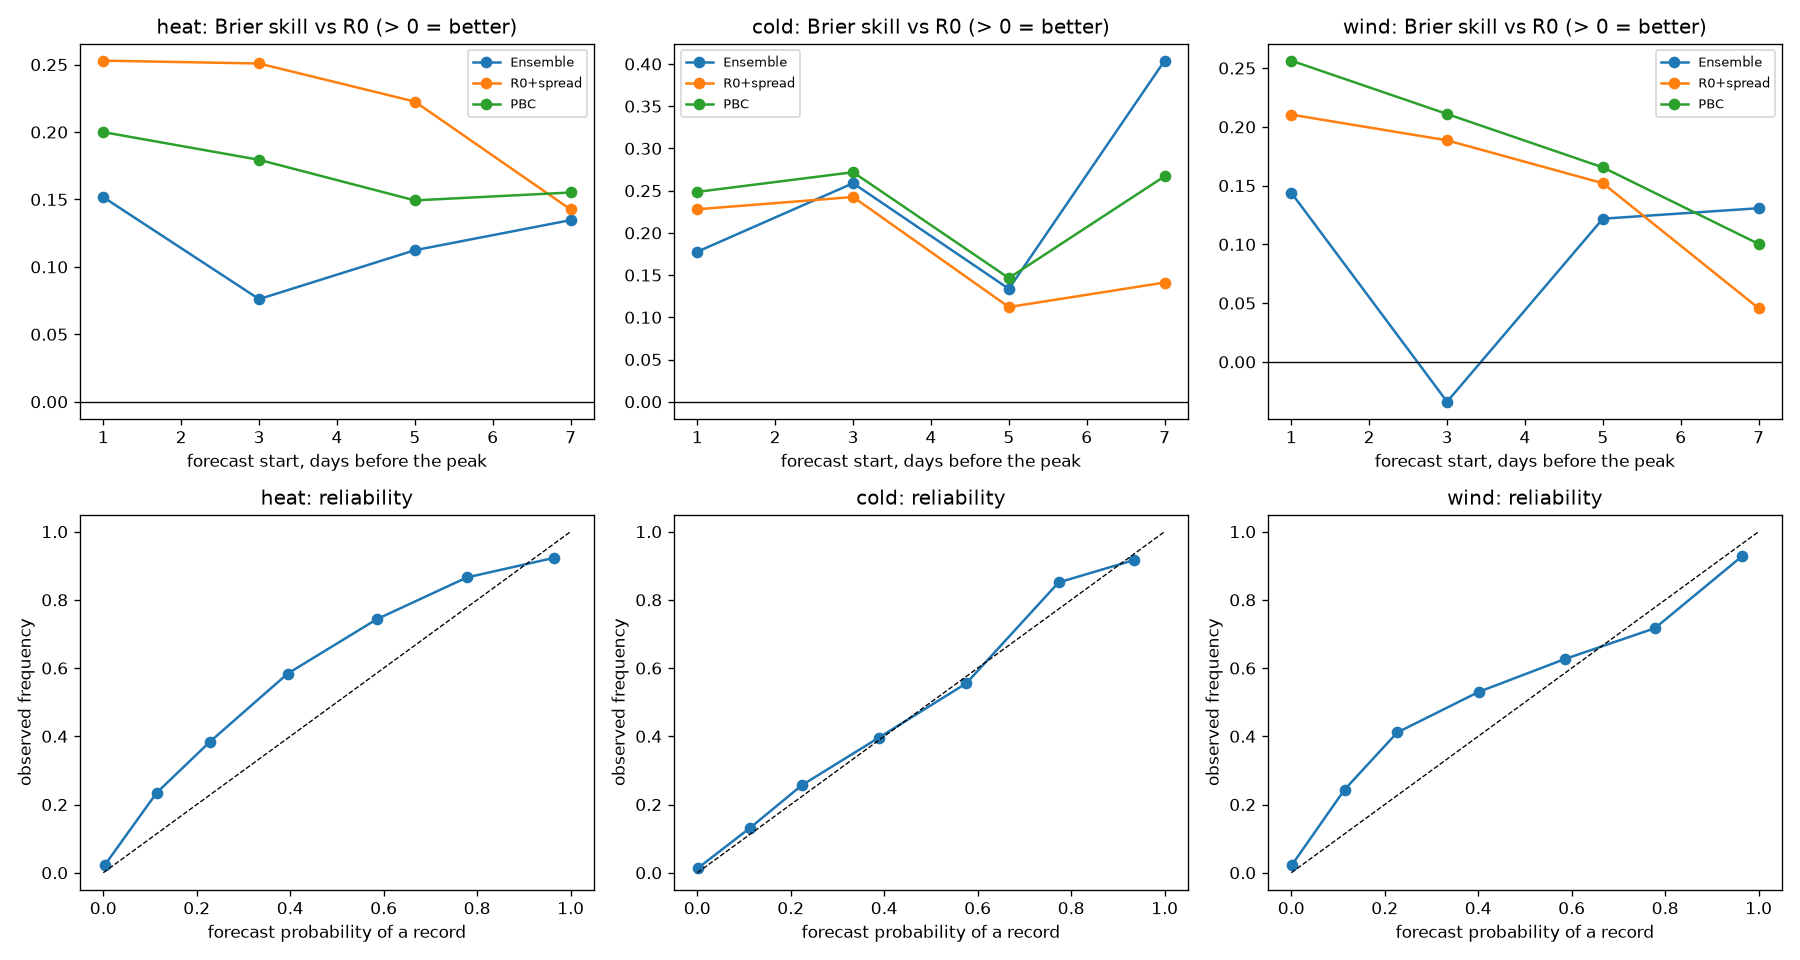 heat: Brier skill vs R0 (> 0 = better)
0.25
0.20
0.15
0.10
0.05
0.00
Ensemble
R0+spread
PBC
1 2 3 4 5 6 7
forecast start, days before the peak
cold: Brier skill vs R0 (> 0 = better)
0.40
0.35
0.30
0.25
0.20
0.15
0.10
0.05
0.00
Ensemble
R0+spread
PBC
1 2 3 4 5 6 7
forecast start, days before the peak
wind: Brier skill vs R0 (> 0 = better)
0.25
0.20
0.15
0.10
0.05
0.00
Ensemble
R0+spread
PBC
1 2 3 4 5 6 7
forecast start, days before the peak
heat: reliability
observed frequency
1.0
0.8
0.6
0.4
0.2
0.0
0.0 0.2 0.4 0.6 0.8 1.0
forecast probability of a record
cold: reliability
observed frequency
1.0
0.8
0.6
0.4
0.2
0.0
0.0 0.2 0.4 0.6 0.8 1.0
forecast probability of a record
wind: reliability
observed frequency
1.0
0.8
0.6
0.4
0.2
0.0
0.0 0.2 0.4 0.6 0.8 1.0
forecast probability of a record